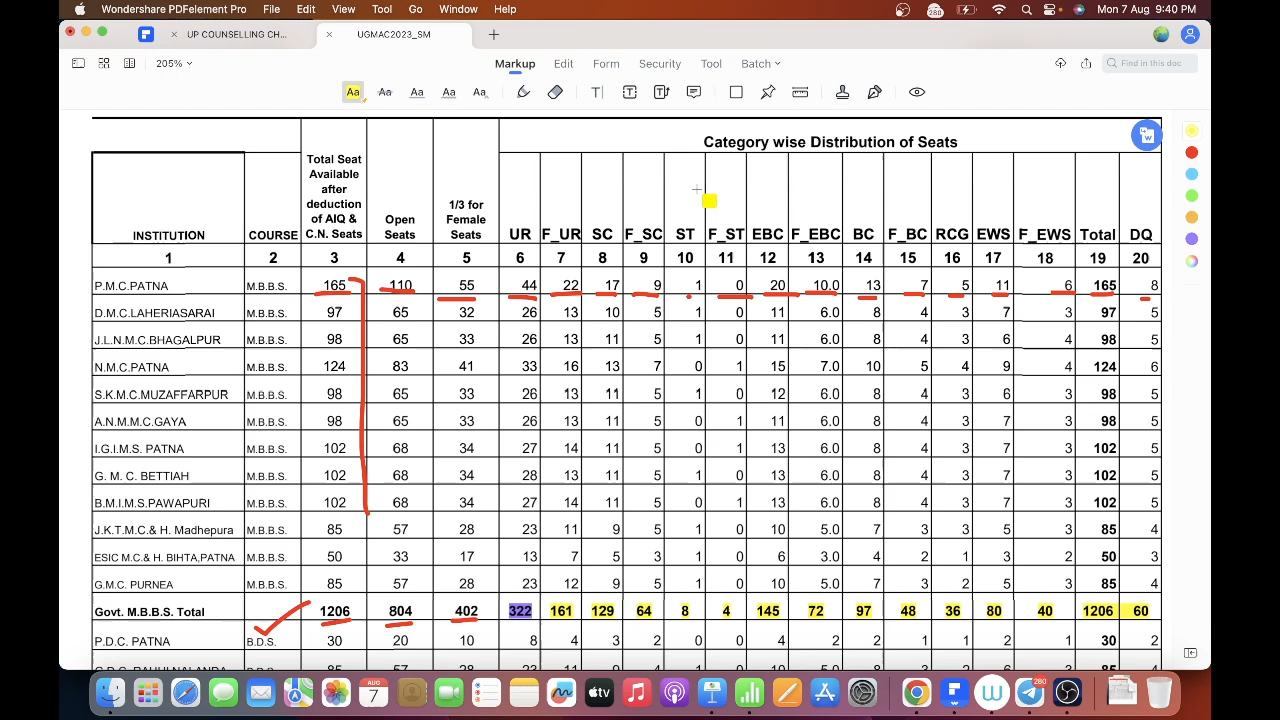 Wondershare PDFelement Pro File Edit View Tool Go Window Help 280 Mon 7 Aug 9:40 PM
UP COUNSELLING CH... UGMAC2023_SM
205% Markup Edit Form Security Tool Batch Find in this doc
Category wise Distribution of Seats
Total Seat
Available
after
deduction
of AIQ &
C.N. Seats
Open
Seats
1/3 for
Female
Seats
INSTITUTION COURSE UR F_UR SC F_SC ST F_ST EBC F_EBC BC F_BC RCG EWS F_EWS Total DQ
1 2 3 4 5 6 7 8 9 10 11 12 13 14 15 16 17 18 19 20
P.M.C.PATNA M.B.B.S. 165 110 55 44 22 17 9 1 0 20 10.0 13 7 5 11 6 165 8
D.M.C.LAHERIASARAI M.B.B.S. 97 65 32 26 13 10 5 1 0 11 6.0 8 4 3 7 3 97 5
J.L.N.M.C.BHAGALPUR M.B.B.S. 98 65 33 26 13 11 5 1 0 11 6.0 8 4 3 6 4 98 5
N.M.C.PATNA M.B.B.S. 124 83 41 33 16 13 7 0 1 15 7.0 10 5 4 9 4 124 6
S.K.M.C.MUZAFFARPUR M.B.B.S. 98 65 33 26 13 11 5 1 0 12 6.0 8 4 3 6 3 98 5
A.N.M.M.C.GAYA M.B.B.S. 98 65 33 26 13 11 5 0 1 11 6.0 8 4 3 7 3 98 5
I.G.I.M.S. PATNA M.B.B.S. 102 68 34 27 14 11 5 0 1 13 6.0 8 4 3 7 3 102 5
G. M. C. BETTIAH M.B.B.S. 102 68 34 28 13 11 5 1 0 13 6.0 8 4 3 7 3 102 5
B.M.I.M.S.PAWAPURI M.B.B.S. 102 68 34 27 14 11 5 0 1 13 6.0 8 4 3 7 3 102 5
J.K.T.M.C.& H. Madhepura M.B.B.S. 85 57 28 23 11 9 5 1 0 10 5.0 7 3 3 5 3 85 4
ESIC M.C.& H. BIHTA,PATNA M.B.B.S. 50 33 17 13 7 5 3 1 0 6 3.0 4 2 1 3 2 50 3
G.M.C. PURNEA M.B.B.S. 85 57 28 23 12 9 5 1 0 10 5.0 7 3 2 5 3 85 4
Govt. M.B.B.S. Total 1206 804 402 322 161 129 64 8 4 145 72 97 48 36 80 40 1206 60
P.D.C. PATNA B.D.S. 30 20 10 8 4 3 2 0 0 4 2 2 1 1 2 1 30 2
AUG
7
tv
280